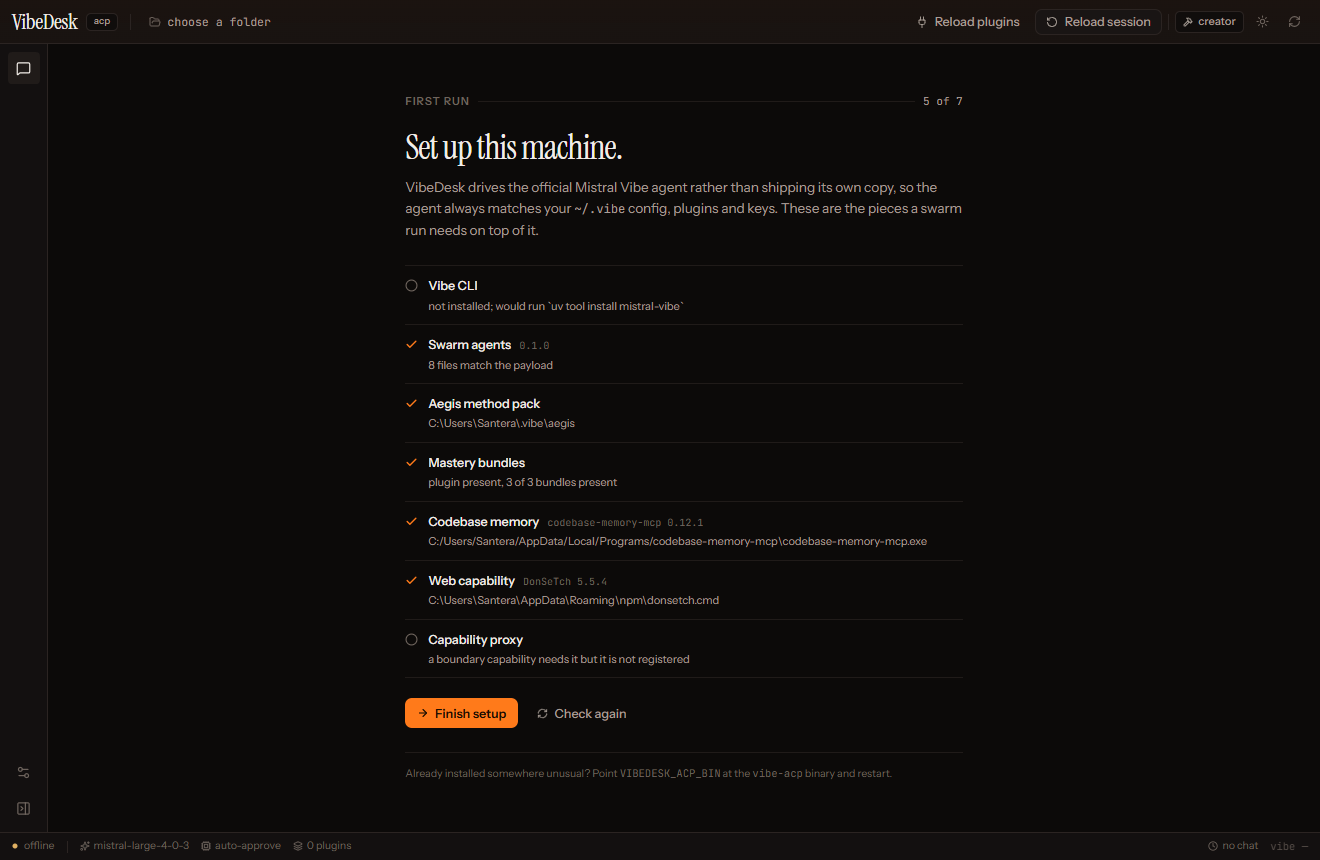 VibeDesk acp choose a folder Reload plugins Reload session creator
FIRST RUN 5 of 7
Set up this machine.
VibeDesk drives the official Mistral Vibe agent rather than shipping its own copy, so the
agent always matches your ~/.vibe config, plugins and keys. These are the pieces a swarm
run needs on top of it.
Vibe CLI
not installed; would run `uv tool install mistral-vibe`
Swarm agents 0.1.0
8 files match the payload
Aegis method pack
C:\Users\Santera\.vibe\aegis
Mastery bundles
plugin present, 3 of 3 bundles present
Codebase memory codebase-memory-mcp 0.12.1
C:/Users/Santera/AppData/Local/Programs/codebase-memory-mcp\codebase-memory-mcp.exe
Web capability DonSeTch 5.5.4
C:\Users\Santera\AppData\Roaming\npm\donsetch.cmd
Capability proxy
a boundary capability needs it but it is not registered
Finish setup Check again
Already installed somewhere unusual? Point VIBEDESK_ACP_BIN at the vibe-acp binary and restart.
offline mistral-large-4-0-3 auto-approve 0 plugins no chat vibe —